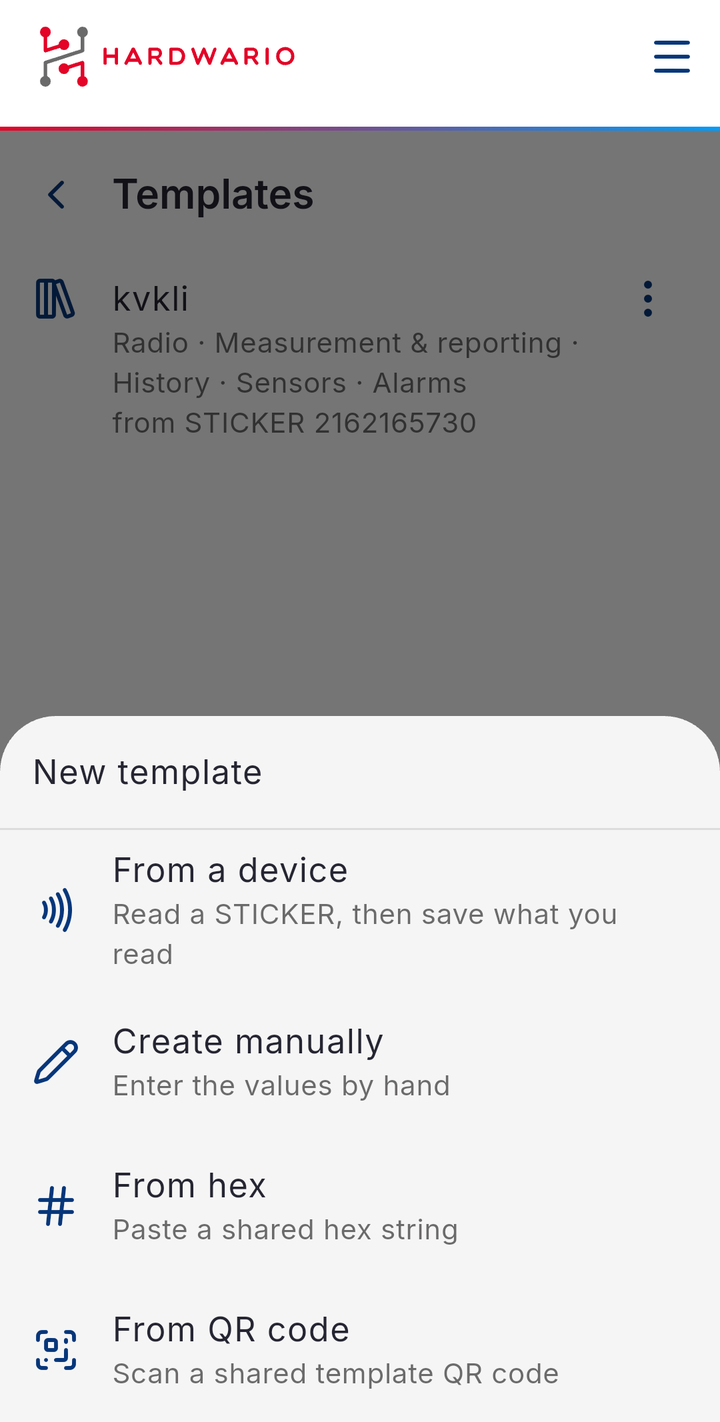 HARDWARIO
Templates
kvkli
Radio · Measurement & reporting ·
History · Sensors · Alarms
from STICKER 2162165730
New template
From a device
Read a STICKER, then save what you
read
Create manually
Enter the values by hand
From hex
Paste a shared hex string
From QR code
Scan a shared template QR code